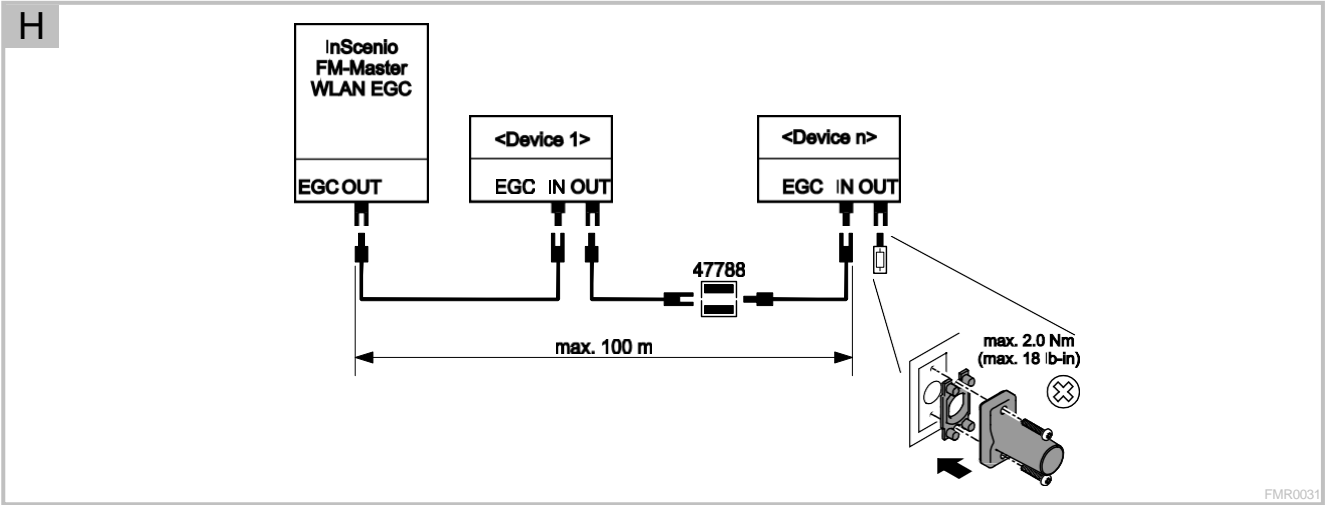 H
InScenio
FM-Master
WLAN EGC
EGC OUT
<Device 1>
EGC IN OUT
<Device n>
EGC IN OUT
47788
max. 100 m
max. 2.0 Nm
(max. 18 lb-in)
FMR0031